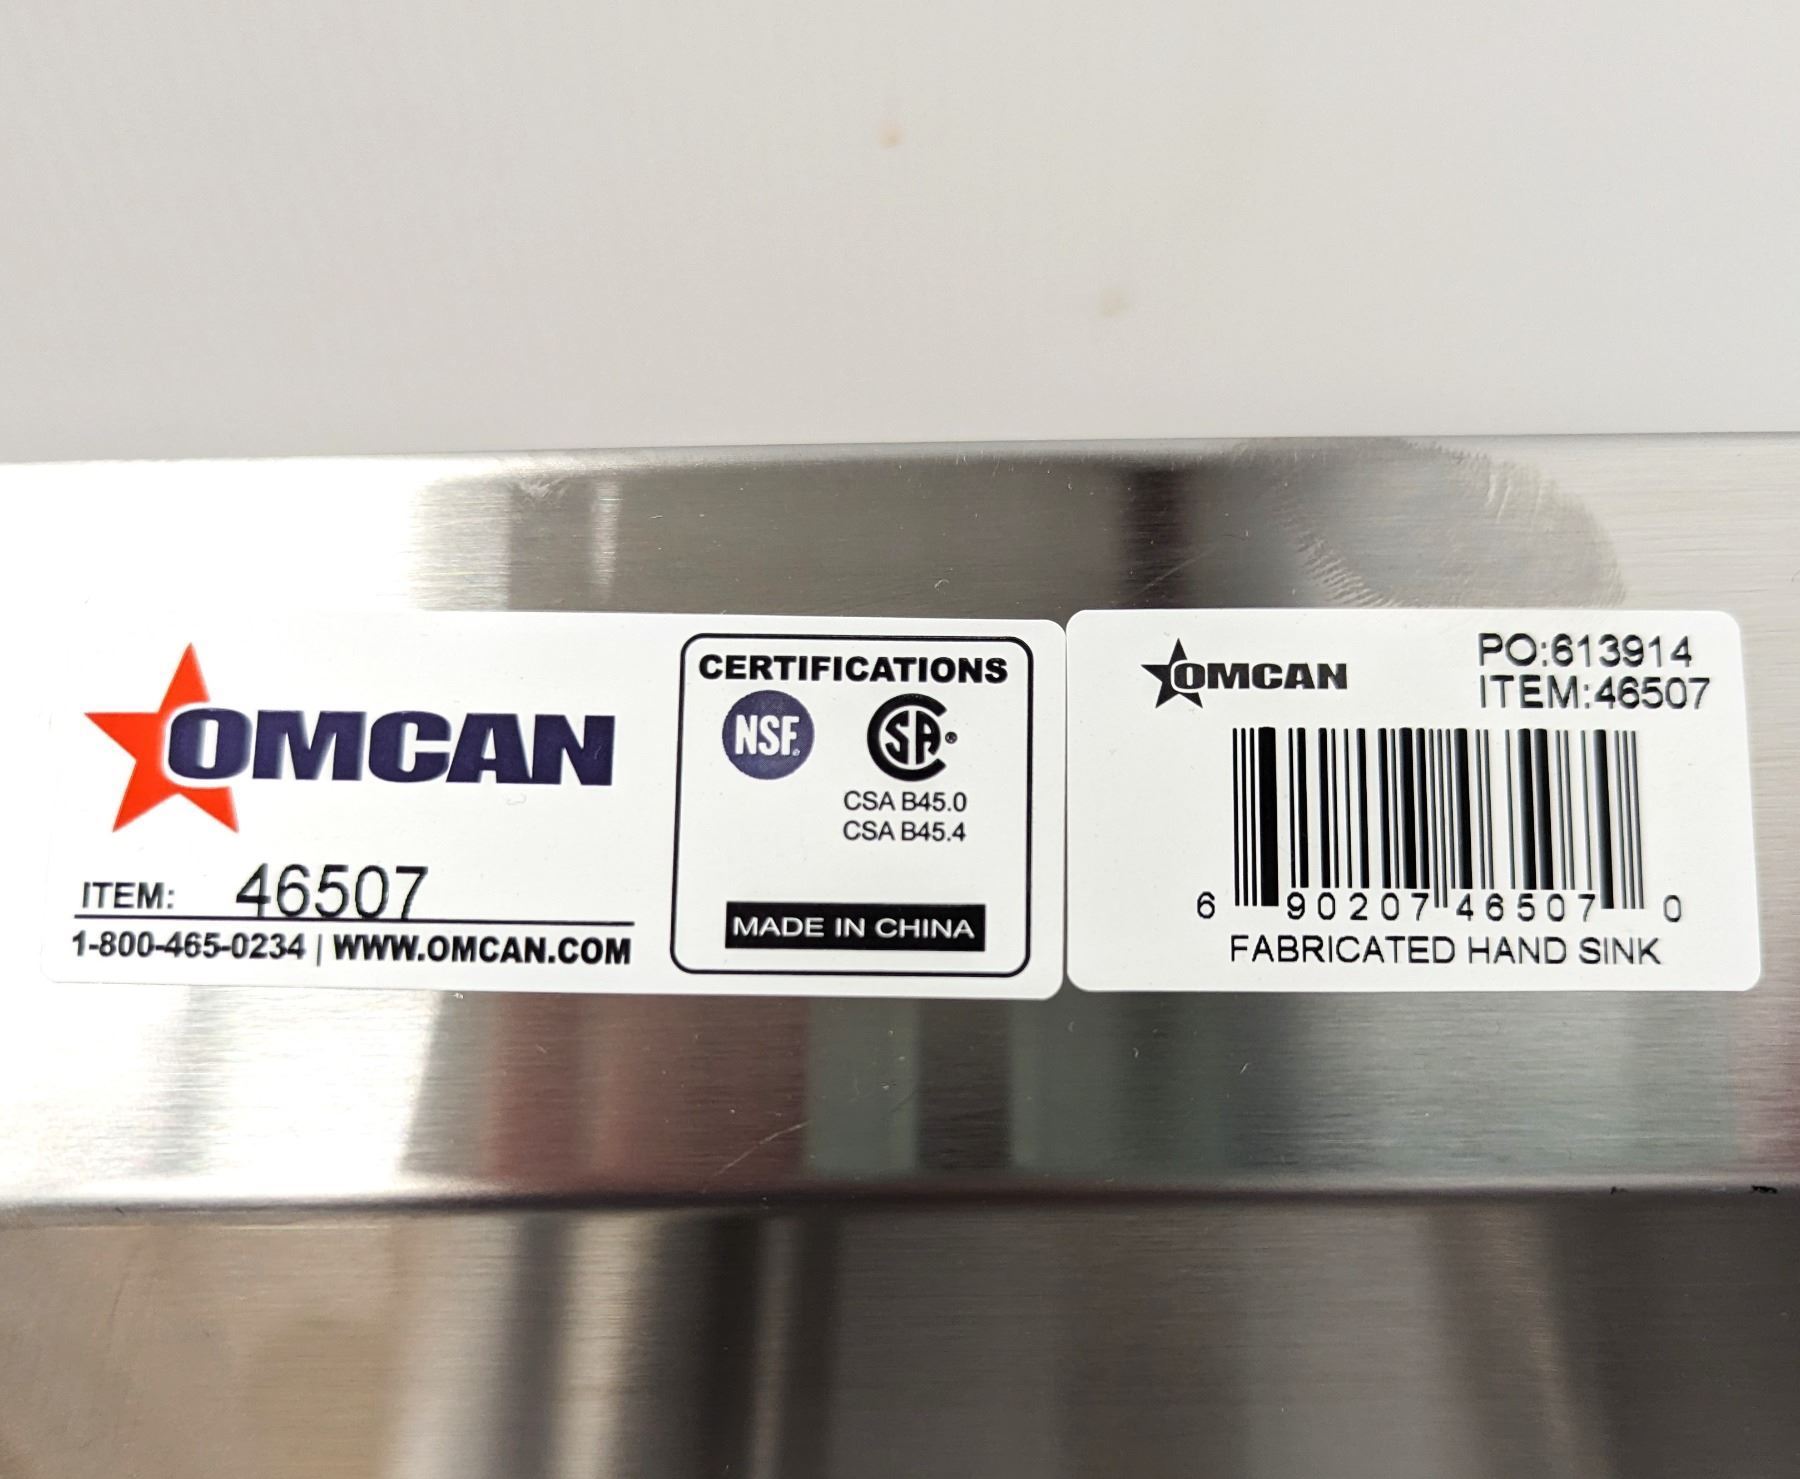 OMCAN
ITEM: 46507
1-800-465-0234 | WWW.OMCAN.COM
CERTIFICATIONS
NSF®
CSA®
CSA B45.0
CSA B45.4
MADE IN CHINA
OMCAN
PO:613914
ITEM:46507
6 90207 46507 0
FABRICATED HAND SINK